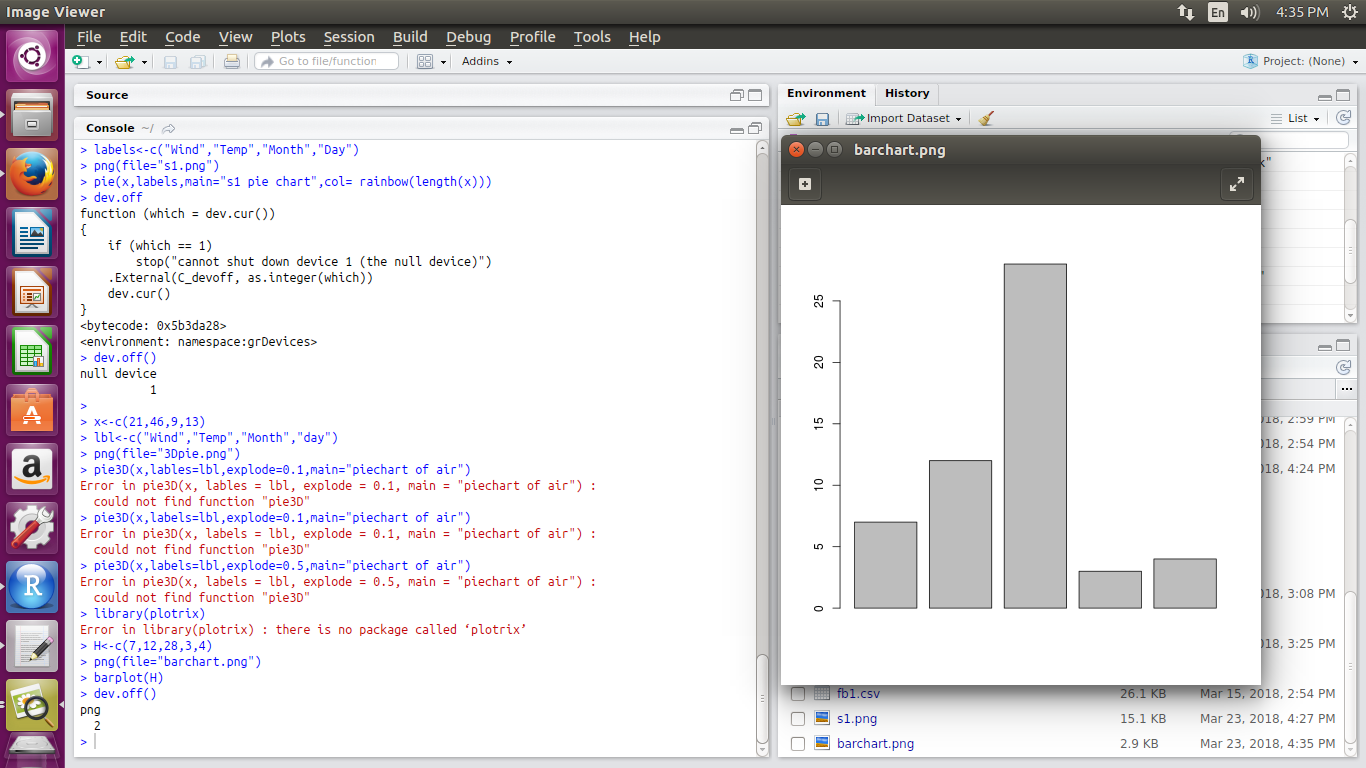 Image Viewer
En
4:35 PM
File Edit Code View Plots Session Build Debug Profile Tools Help
Go to file/function
Addins
Project: (None)
Source
Console ~/
> labels<-c("Wind","Temp","Month","Day")
> png(file="s1.png")
> pie(x,labels,main="s1 pie chart",col= rainbow(length(x)))
> dev.off
function (which = dev.cur())
{
    if (which == 1)
        stop("cannot shut down device 1 (the null device)")
    .External(C_devoff, as.integer(which))
    dev.cur()
}
<bytecode: 0x5b3da28>
<environment: namespace:grDevices>
> dev.off()
null device
          1
>
> x<-c(21,46,9,13)
> lbl<-c("Wind","Temp","Month","day")
> png(file="3Dpie.png")
> pie3D(x,lables=lbl,explode=0.1,main="piechart of air")
Error in pie3D(x, lables = lbl, explode = 0.1, main = "piechart of air") :
  could not find function "pie3D"
> pie3D(x,labels=lbl,explode=0.1,main="piechart of air")
Error in pie3D(x, labels = lbl, explode = 0.1, main = "piechart of air") :
  could not find function "pie3D"
> pie3D(x,labels=lbl,explode=0.5,main="piechart of air")
Error in pie3D(x, labels = lbl, explode = 0.5, main = "piechart of air") :
  could not find function "pie3D"
> library(plotrix)
Error in library(plotrix) : there is no package called ‘plotrix’
> H<-c(7,12,28,3,4)
> png(file="barchart.png")
> barplot(H)
> dev.off()
png
  2
>
Environment History
Import Dataset
List
barchart.png
25
20
15
10
5
0
018, 2:59 PM
018, 2:54 PM
018, 4:24 PM
018, 3:08 PM
018, 3:25 PM
fb1.csv 26.1 KB Mar 15, 2018, 2:54 PM
s1.png 15.1 KB Mar 23, 2018, 4:27 PM
barchart.png 2.9 KB Mar 23, 2018, 4:35 PM